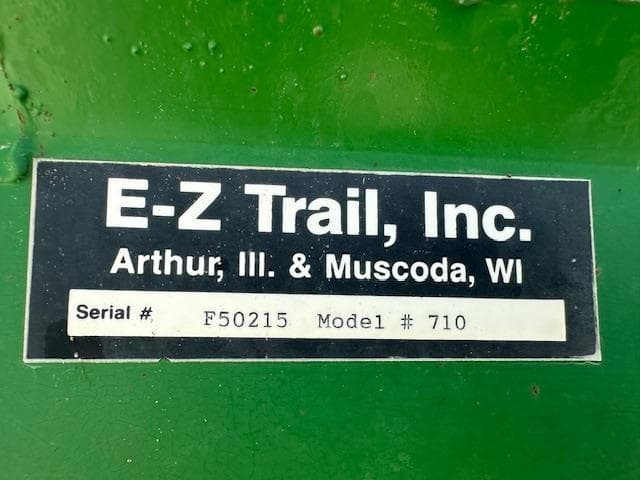 E-Z Trail, Inc.
Arthur, Ill. & Muscoda, WI
Serial # F50215 Model # 710